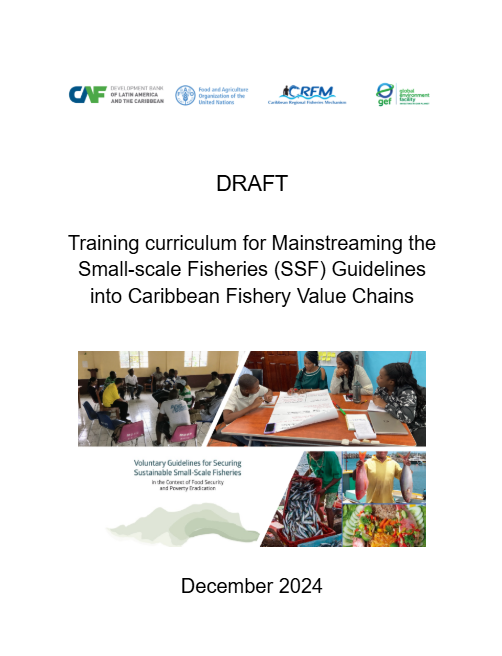 CAF
DEVELOPMENT BANK
OF LATIN AMERICA
AND THE CARIBBEAN
Food and Agriculture
Organization of the
United Nations
CRFM
Caribbean Regional Fisheries Mechanism
gef
global
environment
facility
DRAFT
Training curriculum for Mainstreaming the
Small-scale Fisheries (SSF) Guidelines
into Caribbean Fishery Value Chains
Voluntary Guidelines for Securing
Sustainable Small-Scale Fisheries
in the Context of Food Security
and Poverty Eradication
December 2024